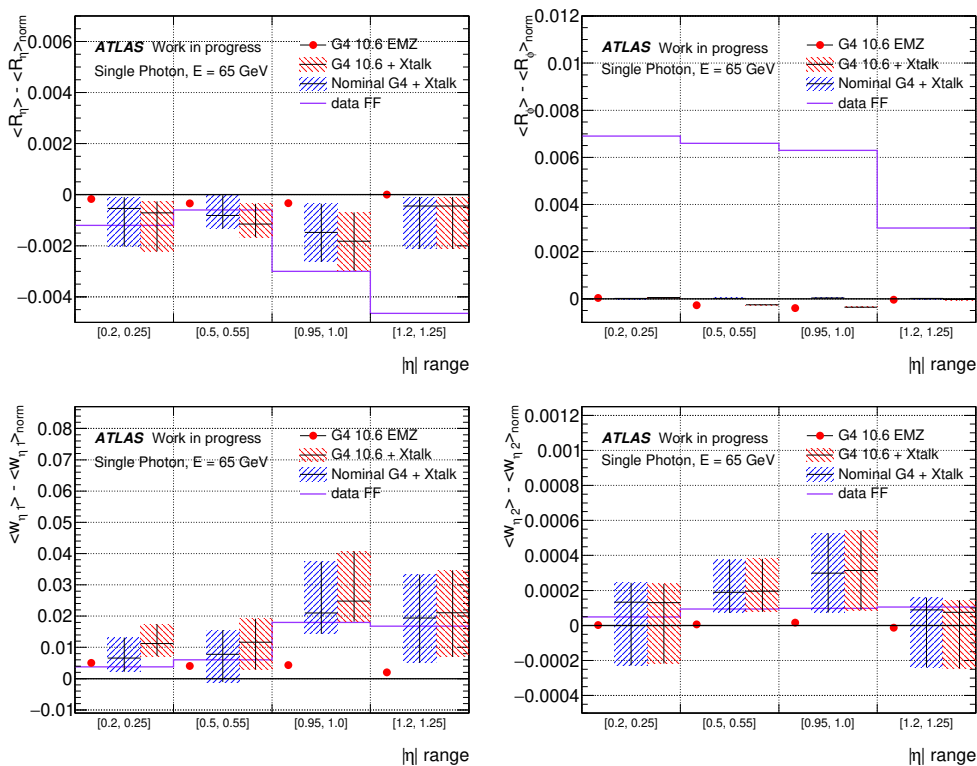 <R_η> - <R_η>_norm
0.006
0.004
0.002
0
−0.002
−0.004
ATLAS Work in progress
Single Photon, E = 65 GeV
G4 10.6 EMZ
G4 10.6 + Xtalk
Nominal G4 + Xtalk
data FF
[0.2, 0.25] [0.5, 0.55] [0.95, 1.0] [1.2, 1.25]
|η| range
<R_ϕ> - <R_ϕ>_norm
0.012
0.01
0.008
0.006
0.004
0.002
0
ATLAS Work in progress
Single Photon, E = 65 GeV
G4 10.6 EMZ
G4 10.6 + Xtalk
Nominal G4 + Xtalk
data FF
[0.2, 0.25] [0.5, 0.55] [0.95, 1.0] [1.2, 1.25]
|η| range
<w_η 1> - <w_η 1>_norm
0.08
0.07
0.06
0.05
0.04
0.03
0.02
0.01
0
−0.01
ATLAS Work in progress
Single Photon, E = 65 GeV
G4 10.6 EMZ
G4 10.6 + Xtalk
Nominal G4 + Xtalk
data FF
[0.2, 0.25] [0.5, 0.55] [0.95, 1.0] [1.2, 1.25]
|η| range
<w_η 2> - <w_η 2>_norm
0.0012
0.001
0.0008
0.0006
0.0004
0.0002
0
−0.0002
−0.0004
ATLAS Work in progress
Single Photon, E = 65 GeV
G4 10.6 EMZ
G4 10.6 + Xtalk
Nominal G4 + Xtalk
data FF
[0.2, 0.25] [0.5, 0.55] [0.95, 1.0] [1.2, 1.25]
|η| range